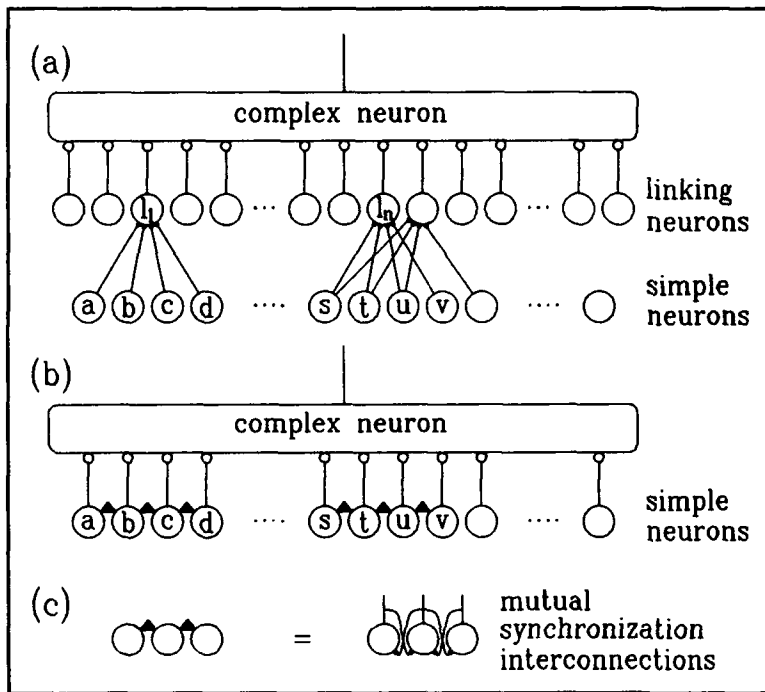 (a)
complex neuron
l₁ lₙ
linking
neurons
a b c d .... s t u v ....
simple
neurons
(b)
complex neuron
a b c d .... s t u v ....
simple
neurons
(c)
= mutual
synchronization
interconnections